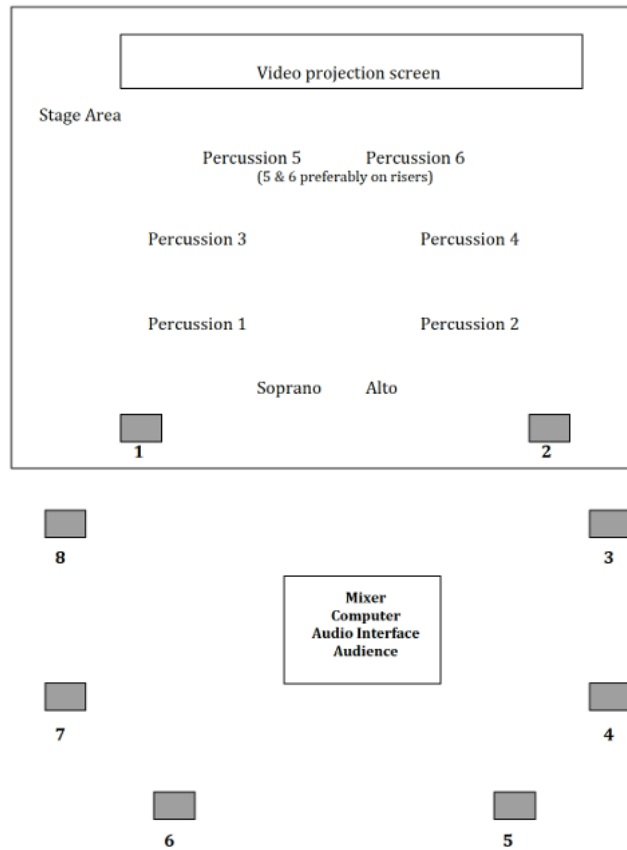 Video projection screen
Stage Area
Percussion 5 Percussion 6
(5 & 6 preferably on risers)
Percussion 3 Percussion 4
Percussion 1 Percussion 2
Soprano Alto
1 2
8 3
Mixer
Computer
Audio Interface
Audience
7 4
6 5